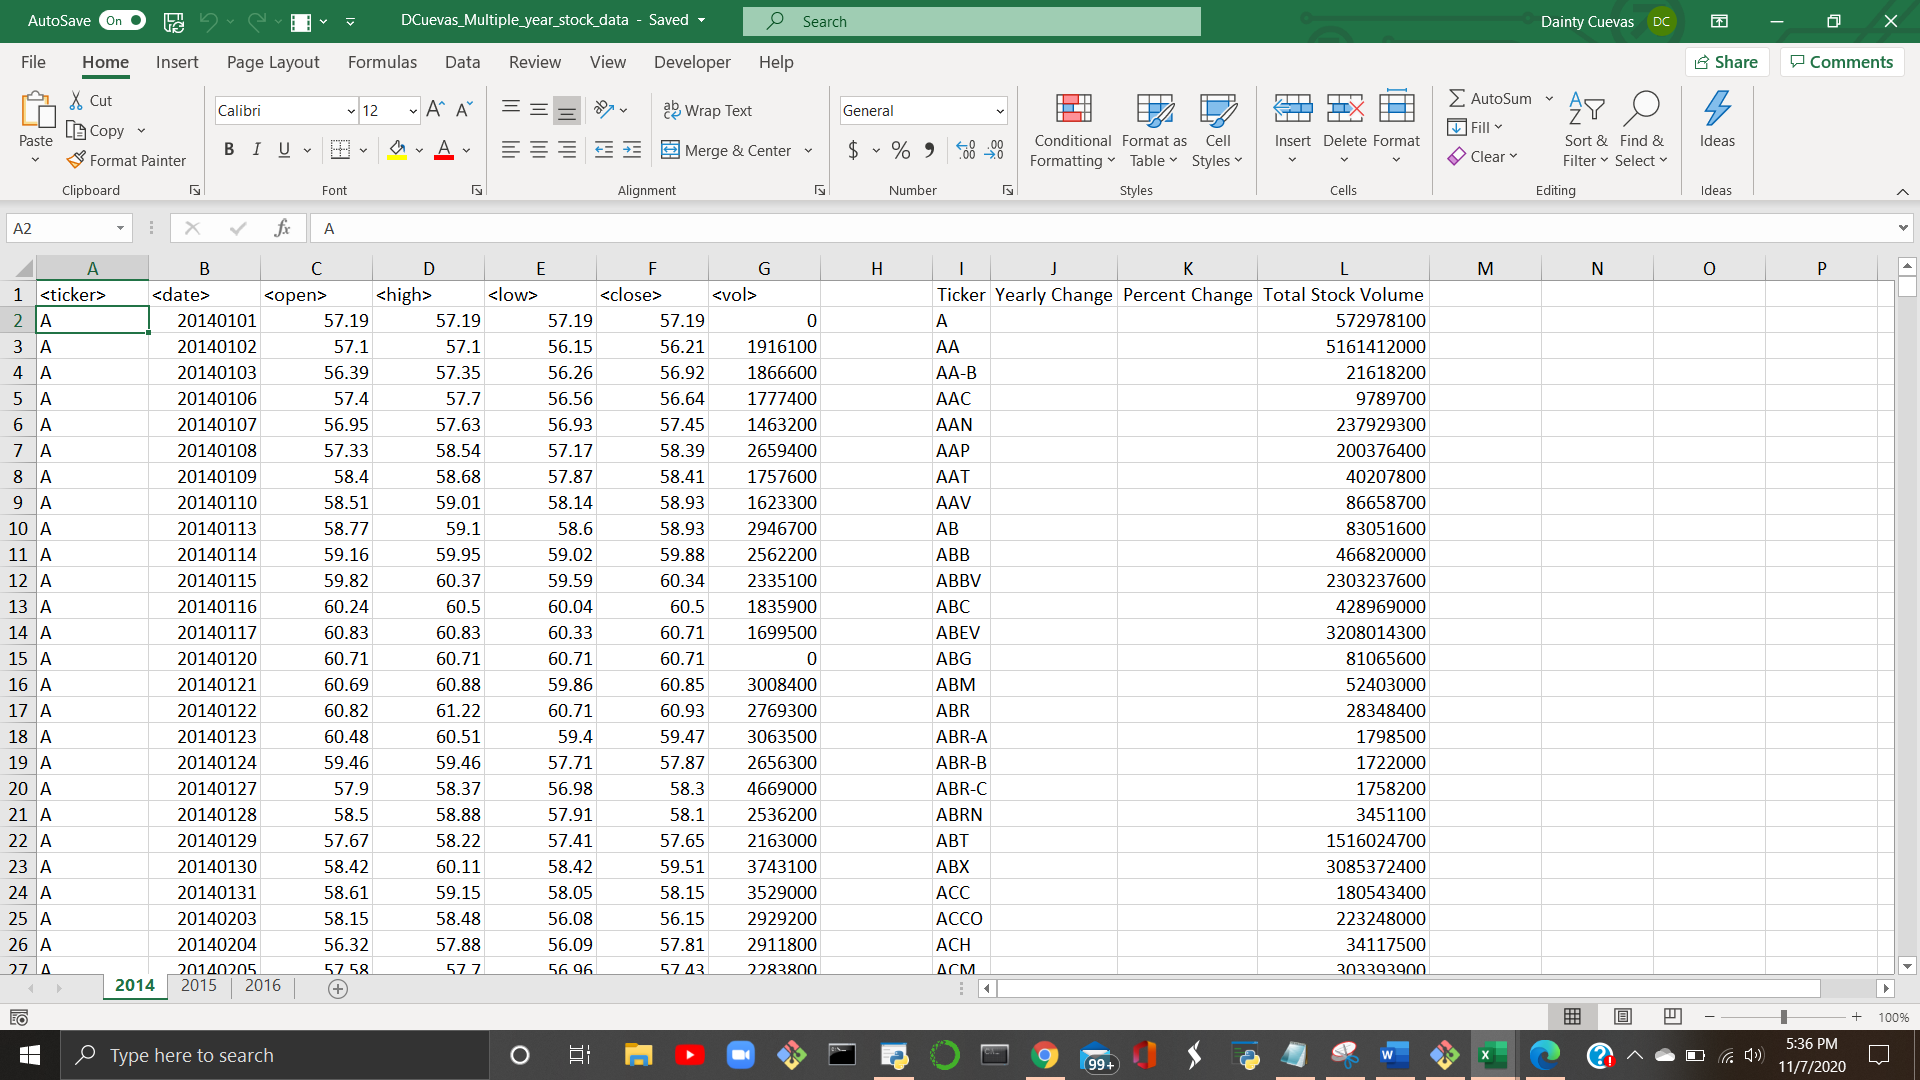 AutoSave On DCuevas_Multiple_year_stock_data - Saved Search Dainty Cuevas DC
File Home Insert Page Layout Formulas Data Review View Developer Help Share Comments
Paste Cut Copy Format Painter Clipboard
Calibri 12 B I U A Font
Wrap Text Merge & Center Alignment
General $ % Number
Conditional Formatting Format as Table Cell Styles Styles
Insert Delete Format Cells
AutoSum Fill Clear Sort & Filter Find & Select Editing
Ideas Ideas
A2 fx A
A B C D E F G H I J K L M N O P
1 <ticker> <date> <open> <high> <low> <close> <vol> Ticker Yearly Change Percent Change Total Stock Volume
2 A 20140101 57.19 57.19 57.19 57.19 0 A 572978100
3 A 20140102 57.1 57.1 56.15 56.21 1916100 AA 5161412000
4 A 20140103 56.39 57.35 56.26 56.92 1866600 AA-B 21618200
5 A 20140106 57.4 57.7 56.56 56.64 1777400 AAC 9789700
6 A 20140107 56.95 57.63 56.93 57.45 1463200 AAN 237929300
7 A 20140108 57.33 58.54 57.17 58.39 2659400 AAP 200376400
8 A 20140109 58.4 58.68 57.87 58.41 1757600 AAT 40207800
9 A 20140110 58.51 59.01 58.14 58.93 1623300 AAV 86658700
10 A 20140113 58.77 59.1 58.6 58.93 2946700 AB 83051600
11 A 20140114 59.16 59.95 59.02 59.88 2562200 ABB 466820000
12 A 20140115 59.82 60.37 59.59 60.34 2335100 ABBV 2303237600
13 A 20140116 60.24 60.5 60.04 60.5 1835900 ABC 428969000
14 A 20140117 60.83 60.83 60.33 60.71 1699500 ABEV 3208014300
15 A 20140120 60.71 60.71 60.71 60.71 0 ABG 81065600
16 A 20140121 60.69 60.88 59.86 60.85 3008400 ABM 52403000
17 A 20140122 60.82 61.22 60.71 60.93 2769300 ABR 28348400
18 A 20140123 60.48 60.51 59.4 59.47 3063500 ABR-A 1798500
19 A 20140124 59.46 59.46 57.71 57.87 2656300 ABR-B 1722000
20 A 20140127 57.9 58.37 56.98 58.3 4669000 ABR-C 1758200
21 A 20140128 58.5 58.88 57.91 58.1 2536200 ABRN 3451100
22 A 20140129 57.67 58.22 57.41 57.65 2163000 ABT 1516024700
23 A 20140130 58.42 60.11 58.42 59.51 3743100 ABX 3085372400
24 A 20140131 58.61 59.15 58.05 58.15 3529000 ACC 180543400
25 A 20140203 58.15 58.48 56.08 56.15 2929200 ACCO 223248000
26 A 20140204 56.32 57.88 56.09 57.81 2911800 ACH 34117500
27 A 20140205 57.58 57.7 56.96 57.43 2283800 ACM 303393900
2014 2015 2016
100%
Type here to search 99+ 5:36 PM
11/7/2020